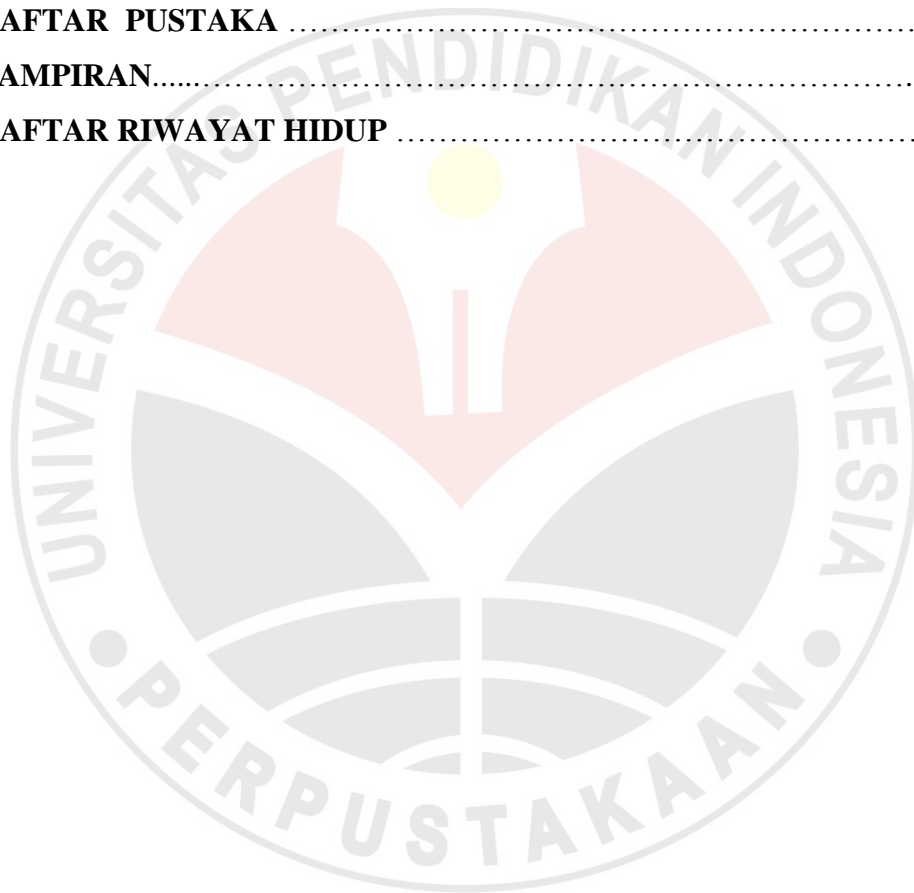 AFTAR PUSTAKA ……………………………………………………
AMPIRAN......……………………………………………………………
AFTAR RIWAYAT HIDUP ……………………………………………
UNIVERSITAS PENDIDIKAN INDONESIA
PERPUSTAKAAN